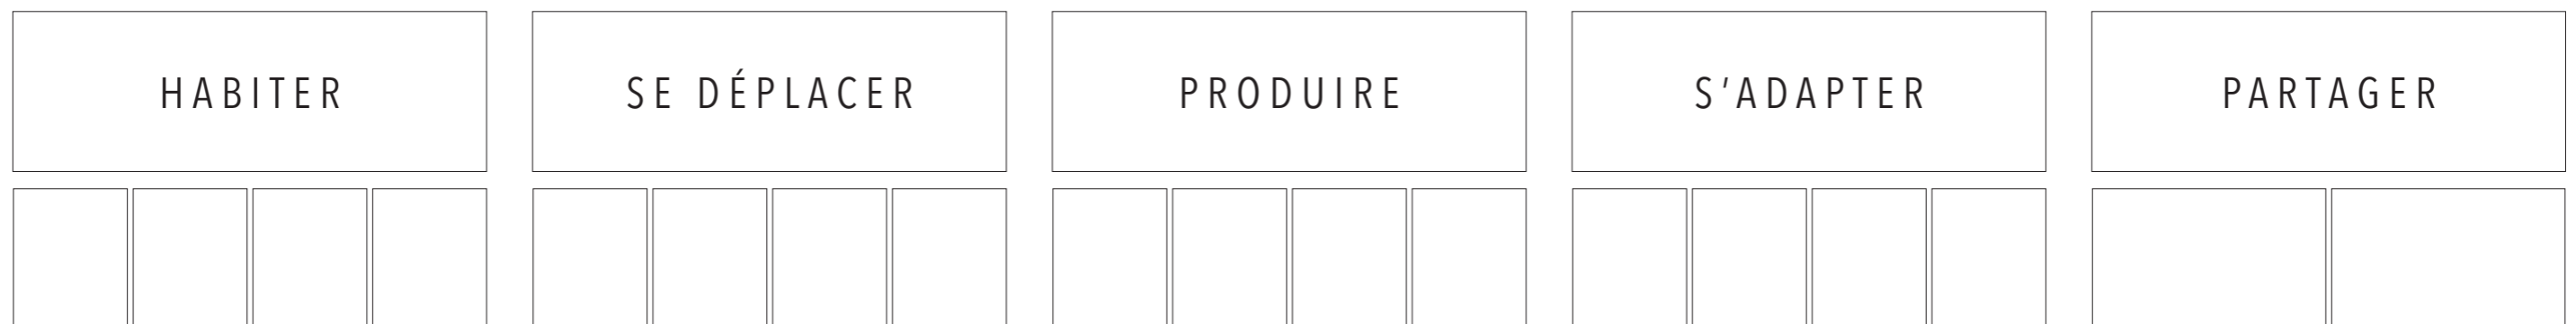 HABITER
SE DÉPLACER
PRODUIRE
S'ADAPTER
PARTAGER